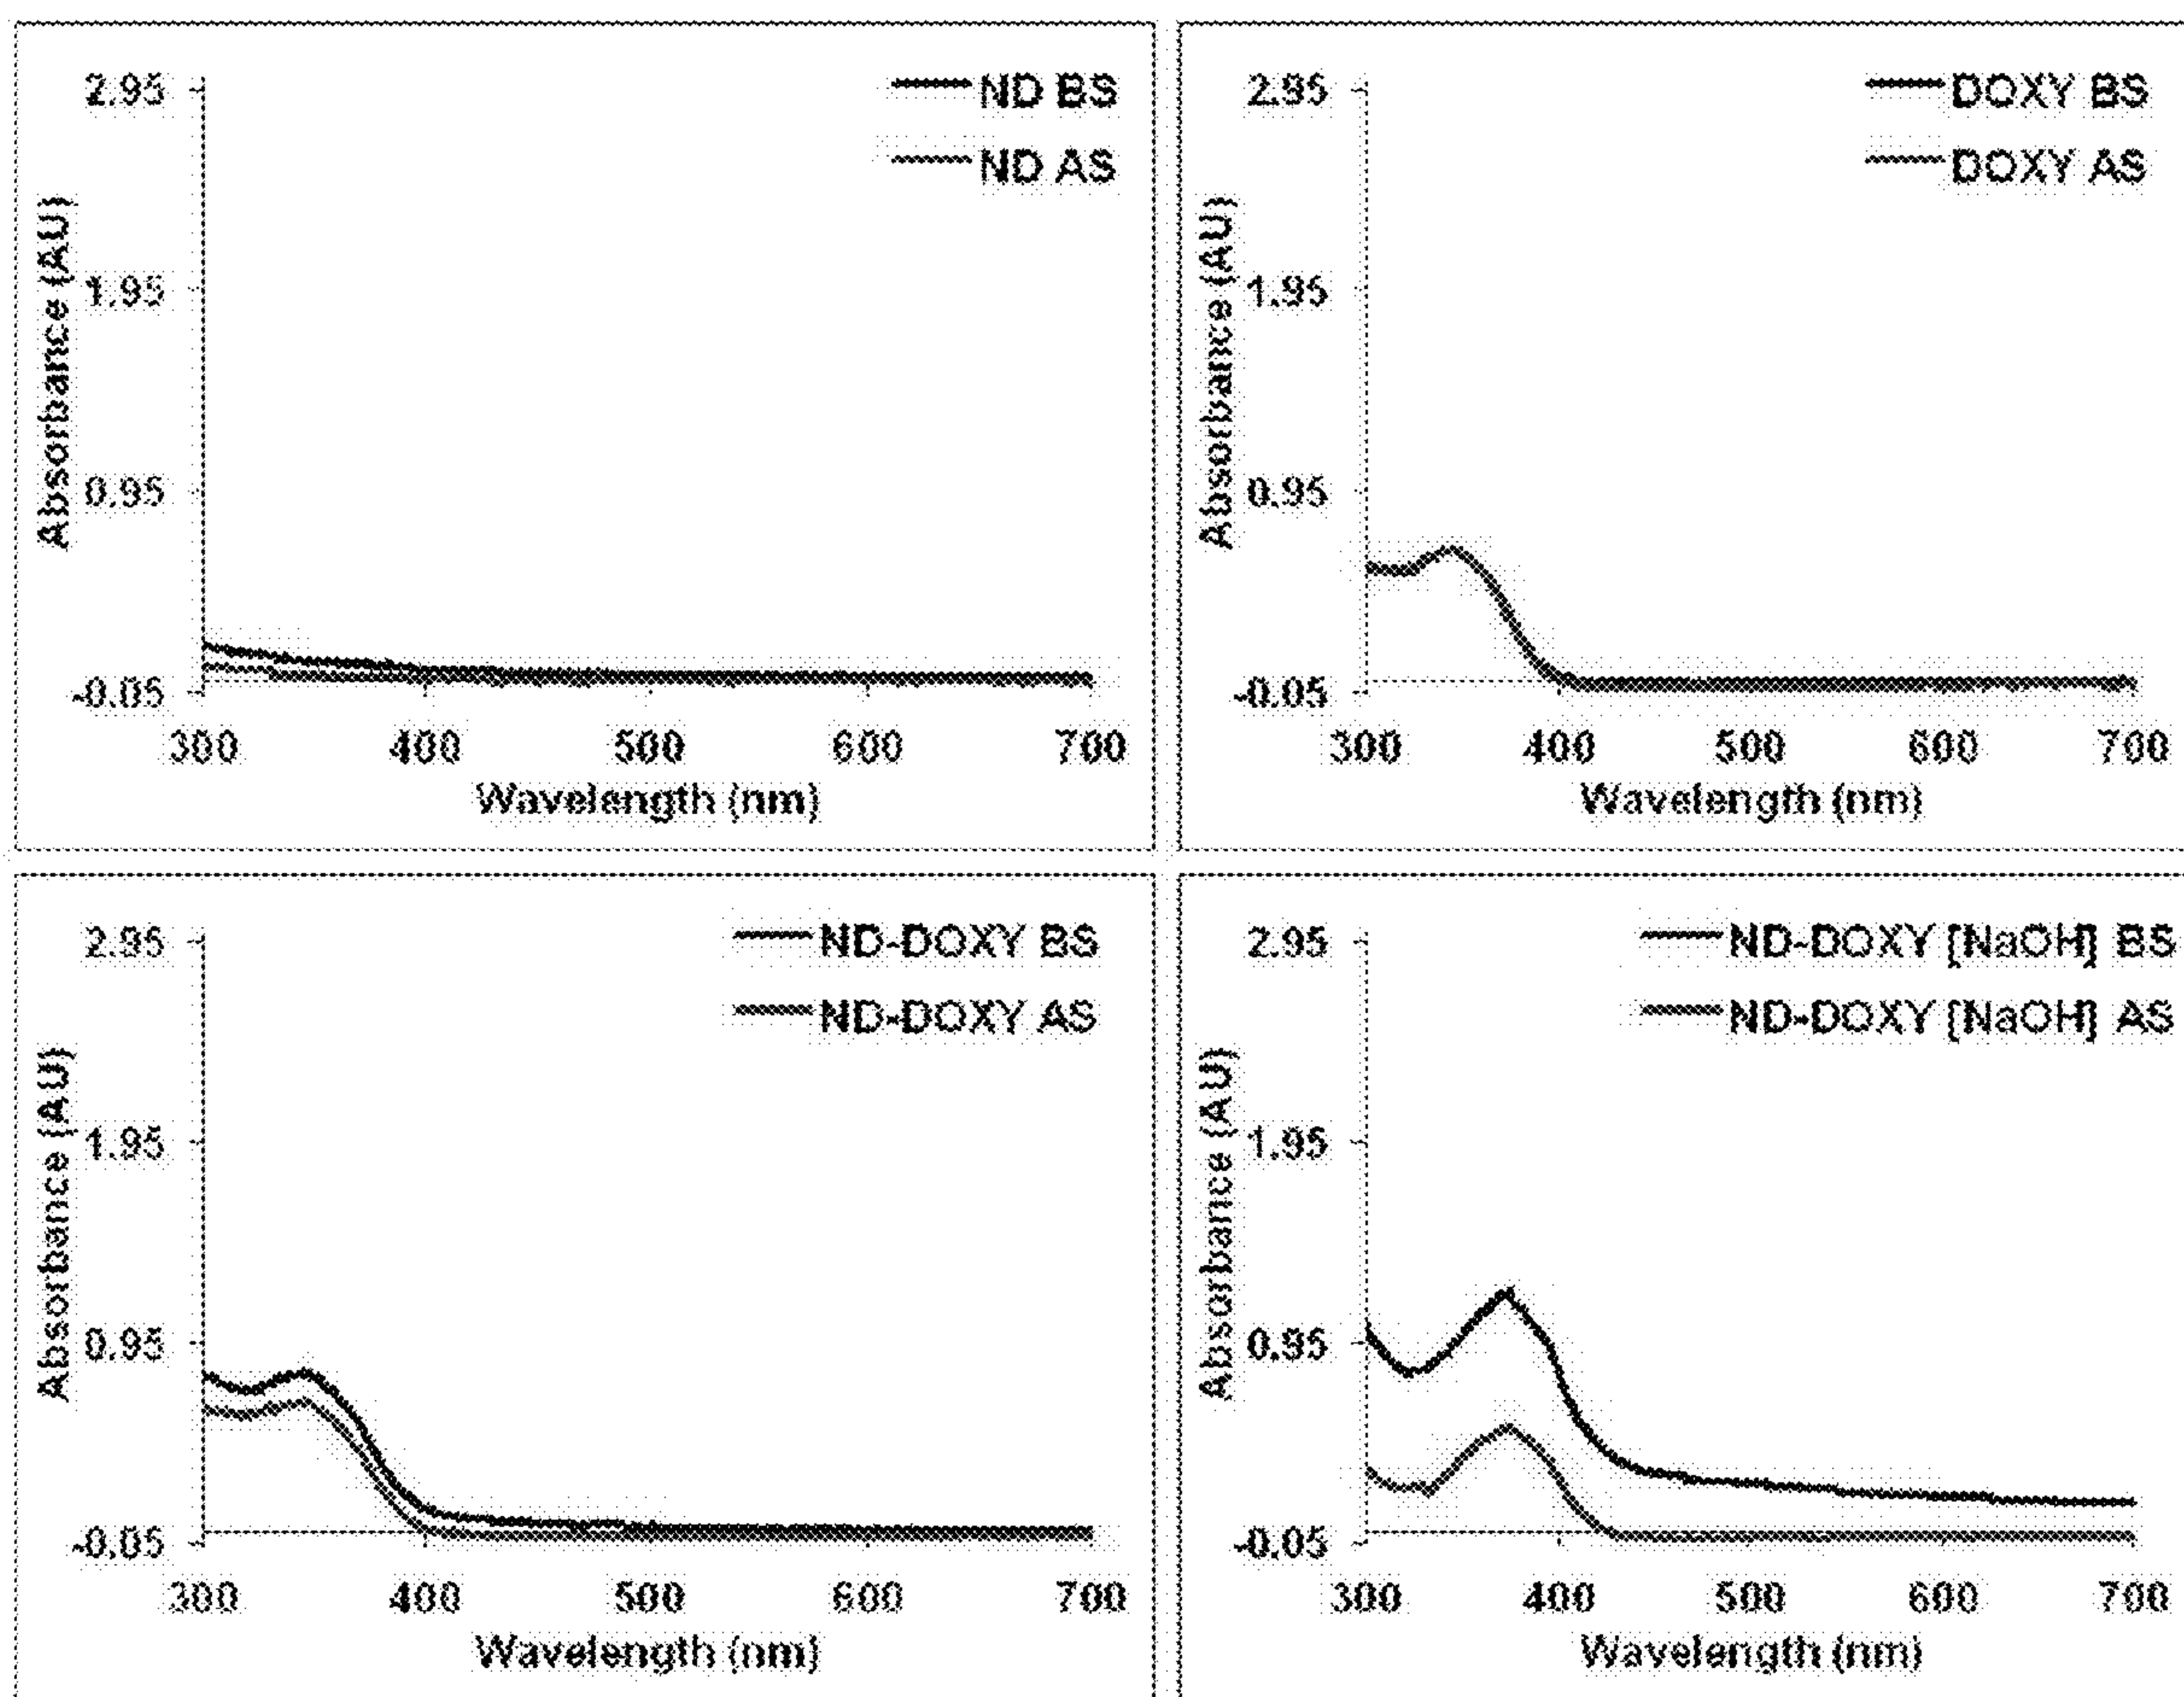 ND BS
ND AS
2.95
1.95
0.95
-0.05
Absorbance (AU)
300 400 500 600 700
Wavelength (nm)
DOXY BS
DOXY AS
2.95
1.95
0.95
-0.05
Absorbance (AU)
300 400 500 600 700
Wavelength (nm)
ND-DOXY BS
ND-DOXY AS
2.95
1.95
0.95
-0.05
Absorbance (AU)
300 400 500 600 700
Wavelength (nm)
ND-DOXY [NaOH] BS
ND-DOXY [NaOH] AS
2.95
1.95
0.95
-0.05
Absorbance (AU)
300 400 500 600 700
Wavelength (nm)